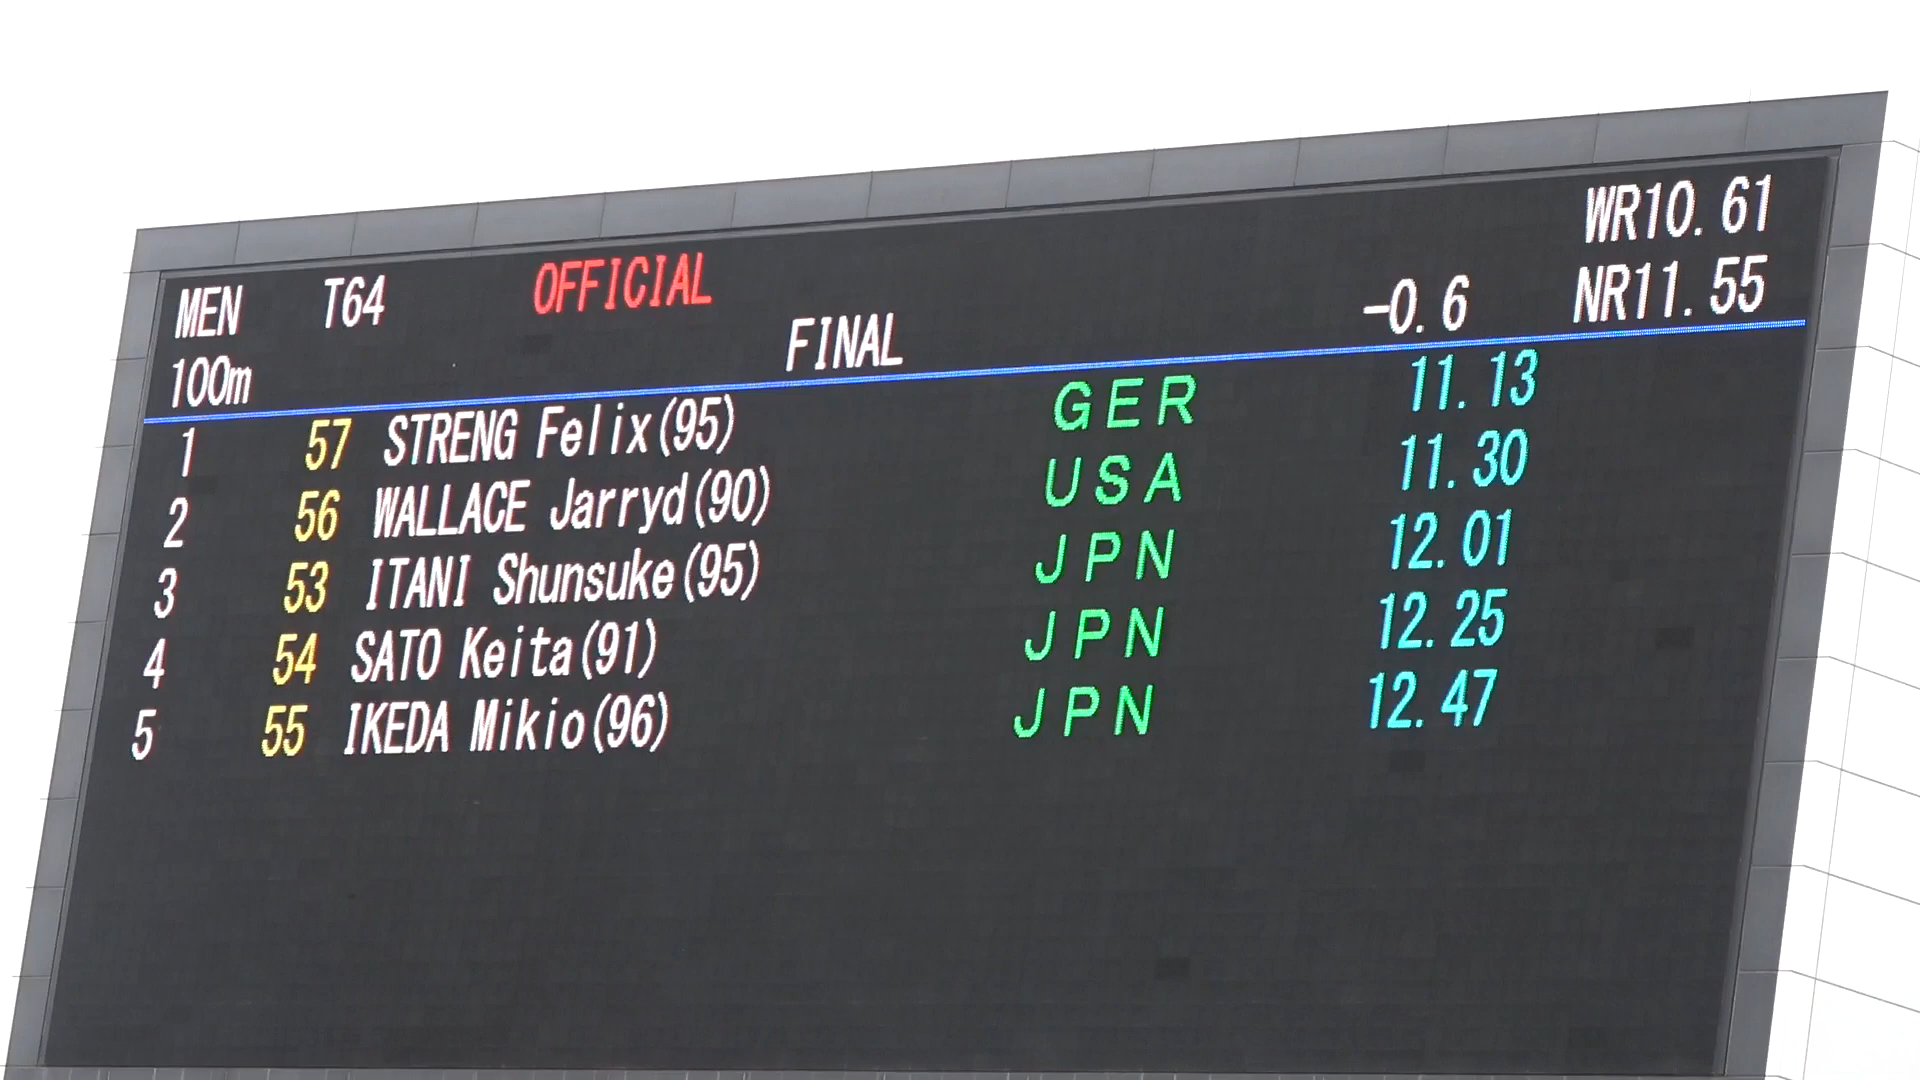 MEN T64 OFFICIAL WR10.61
100m FINAL -0.6 NR11.55
1 57 STRENG Felix(95) GER 11.13
2 56 WALLACE Jarryd(90) USA 11.30
3 53 ITANI Shunsuke(95) JPN 12.01
4 54 SATO Keita(91) JPN 12.25
5 55 IKEDA Mikio(96) JPN 12.47